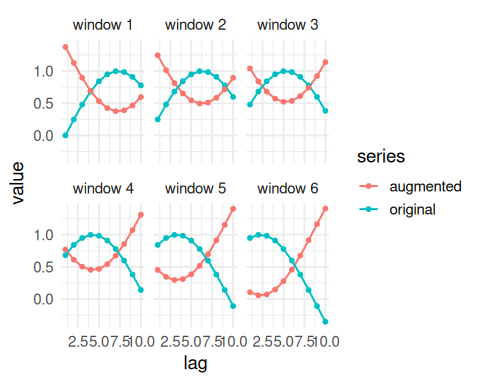 window 1 window 2 window 3
1.0
0.5
0.0
value
series
augmented
original
window 4 window 5 window 6
1.0
0.5
0.0
2.55.07.510.0 2.55.07.510.0 2.55.07.510.0
lag